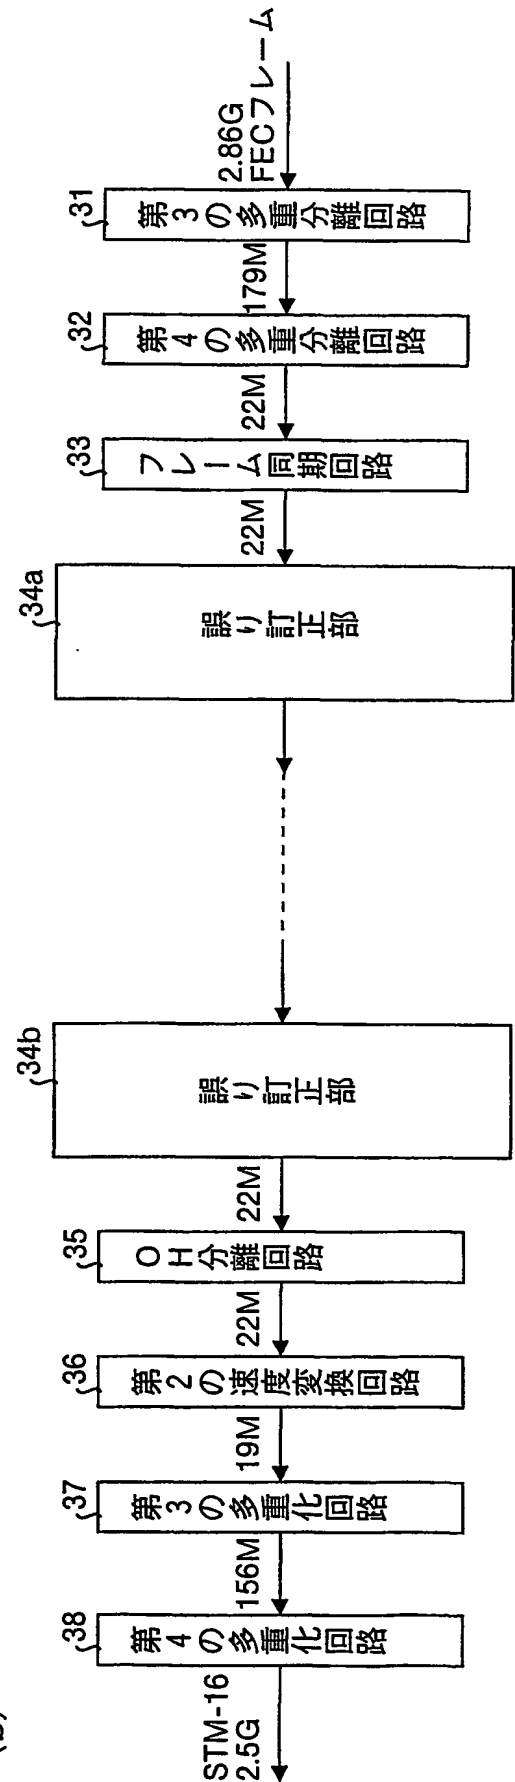 2.86G
FECフレーム
31
第3の多重分離回路
179M
32
第4の多重分離回路
22M
33
フレーム同期回路
22M
34a
誤り訂正部
34b
誤り訂正部
22M
35
OH分離回路
22M
36
第2の速度変換回路
19M
37
第3の多重化回路
156M
38
第4の多重化回路
STM-16
2.5G